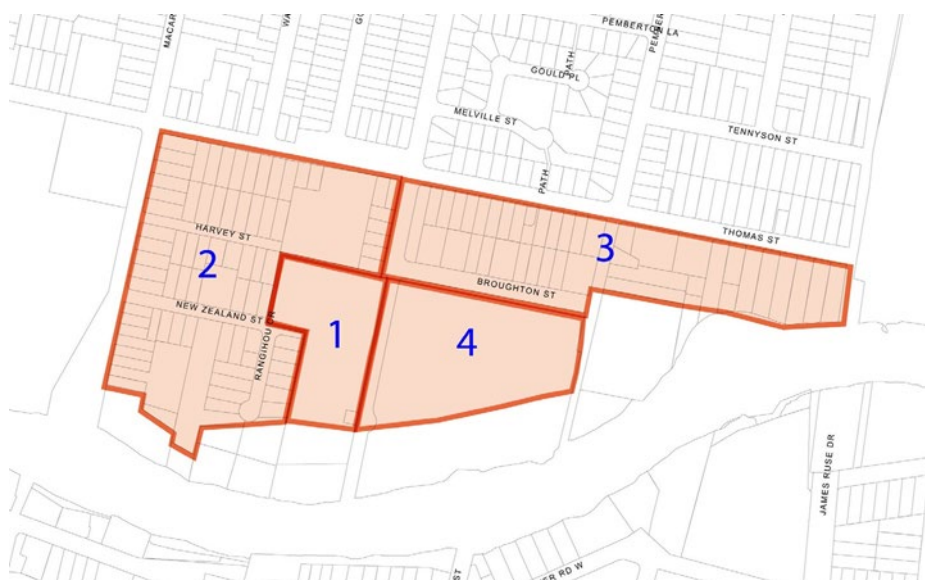 PEMBERTON LA
PATH
GOULD PL
MELVILLE ST
TENNYSON ST
PATH
THOMAS ST
HARVEY ST
3
2
BROUGHTON ST
NEW ZEALAND ST
1
4
JAMES RUSE DR